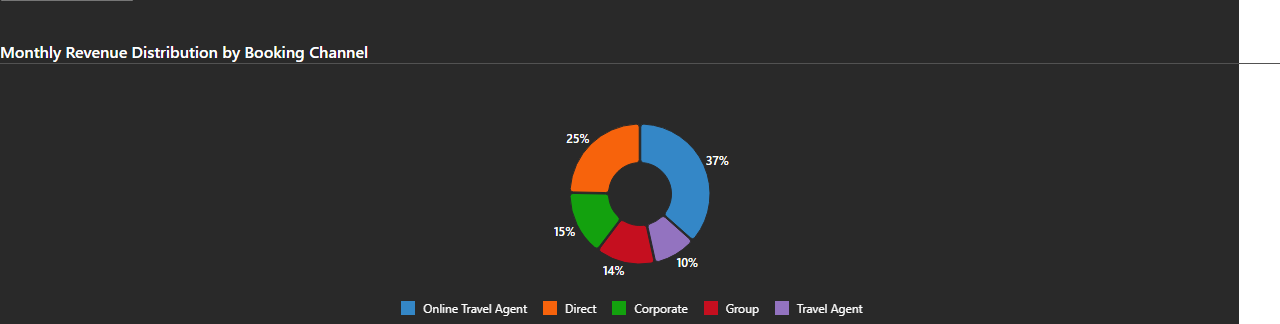 Monthly Revenue Distribution by Booking Channel
25%
37%
15%
14%
10%
Online Travel Agent Direct Corporate Group Travel Agent